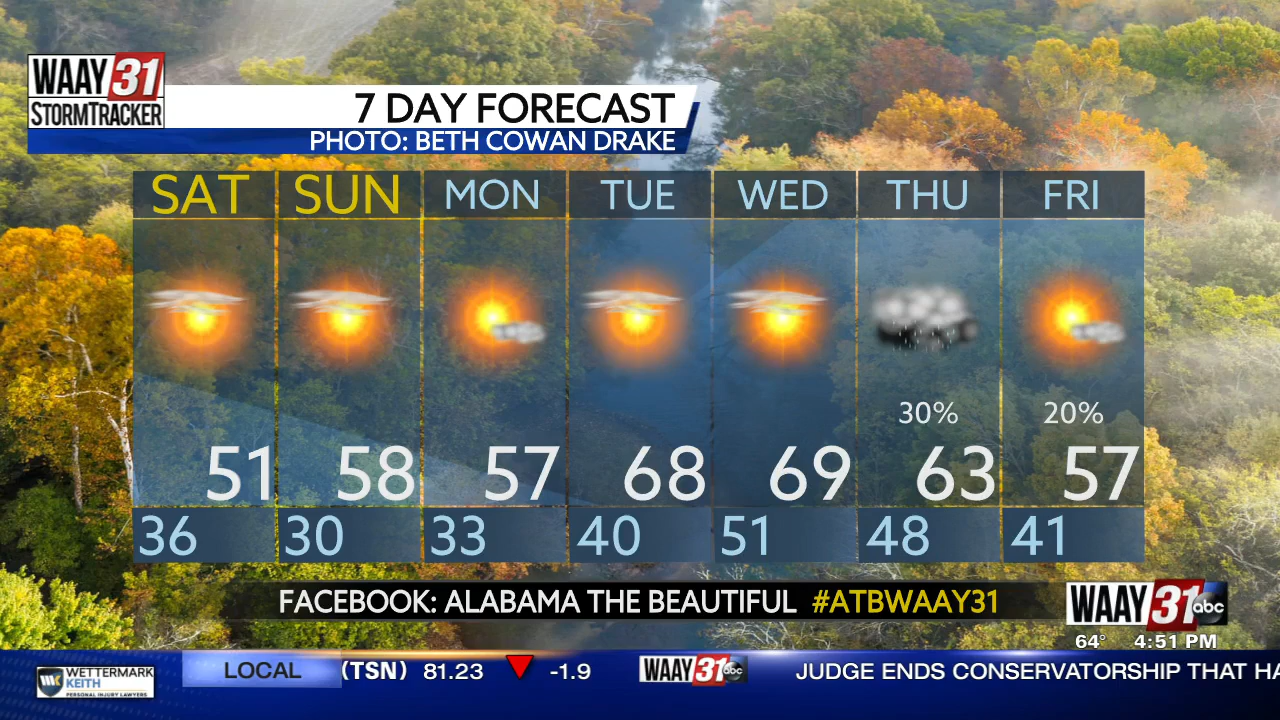 WAAY 31
STORMTRACKER
7 DAY FORECAST
PHOTO: BETH COWAN DRAKE
SAT SUN MON TUE WED THU FRI
30% 20%
51 58 57 68 69 63 57
36 30 33 40 51 48 41
FACEBOOK: ALABAMA THE BEAUTIFUL #ATBWAAY31
WAAY 31 abc
64° 4:51 PM
WETTERMARK
KEITH
PERSONAL INJURY LAWYERS
LOCAL (TSN) 81.23 -1.9 WAAY 31 abc JUDGE ENDS CONSERVATORSHIP THAT HA